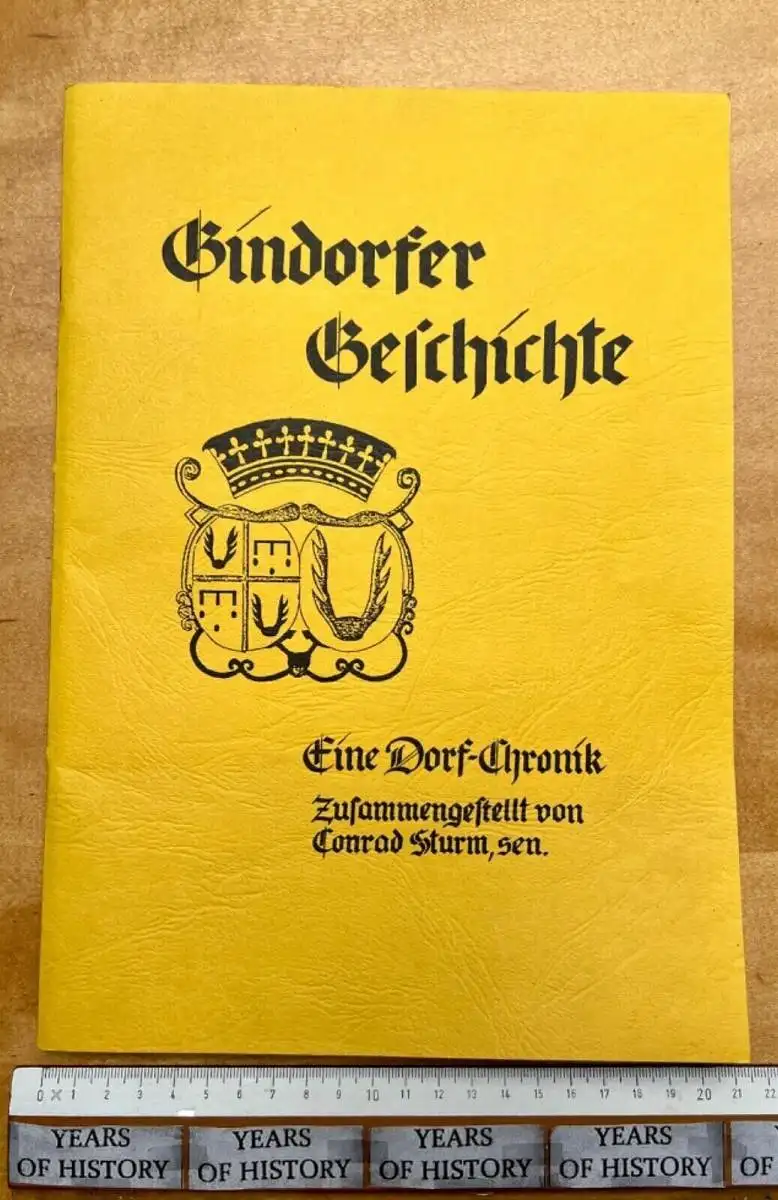 Gindorfer
Geſchichte
Eine Dorf-Chronik
Zuſammengeſtellt von
Conrad Sturm, sen.
0 1 2 3 4 5 6 7 8 9 10 11 12 13 14 15 16 17 18 19 20 21 22
YEARS OF HISTORY YEARS OF HISTORY YEARS OF HISTORY YEARS OF HISTORY Y
OF